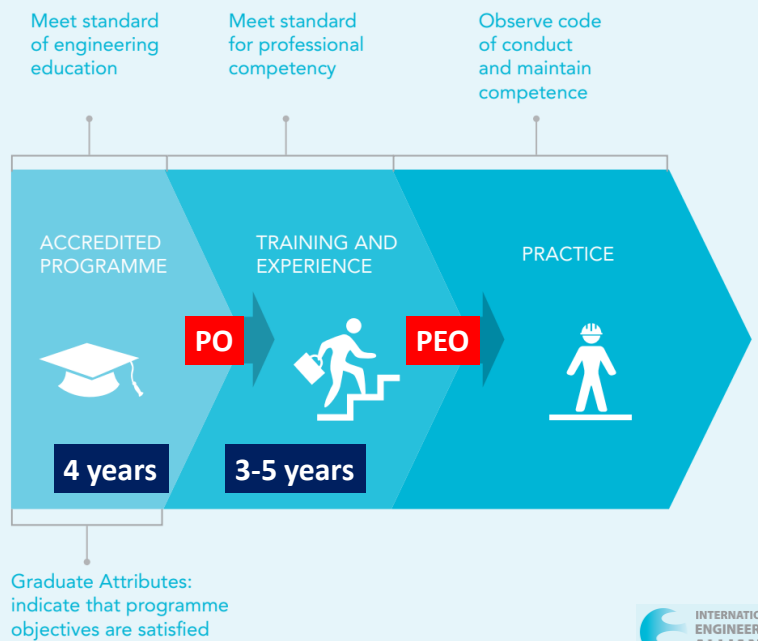 Meet standard
of engineering
education
Meet standard
for professional
competency
Observe code
of conduct
and maintain
competence
ACCREDITED
PROGRAMME
TRAINING AND
EXPERIENCE
PRACTICE
PO
PEO
4 years
3-5 years
Graduate Attributes:
indicate that programme
objectives are satisfied